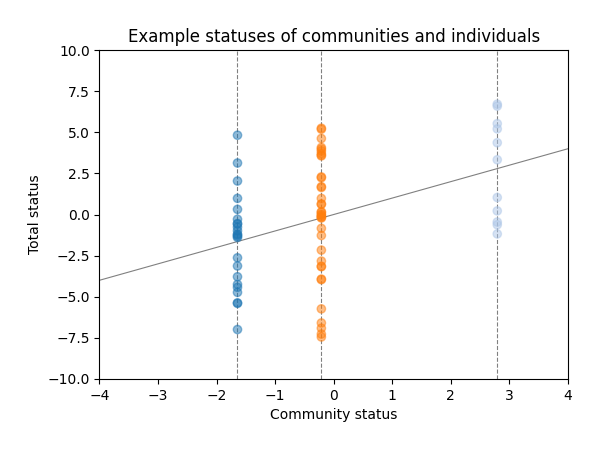 Example statuses of communities and individuals
10.0
7.5
5.0
2.5
0.0
−2.5
−5.0
−7.5
−10.0
Total status
−4 −3 −2 −1 0 1 2 3 4
Community status